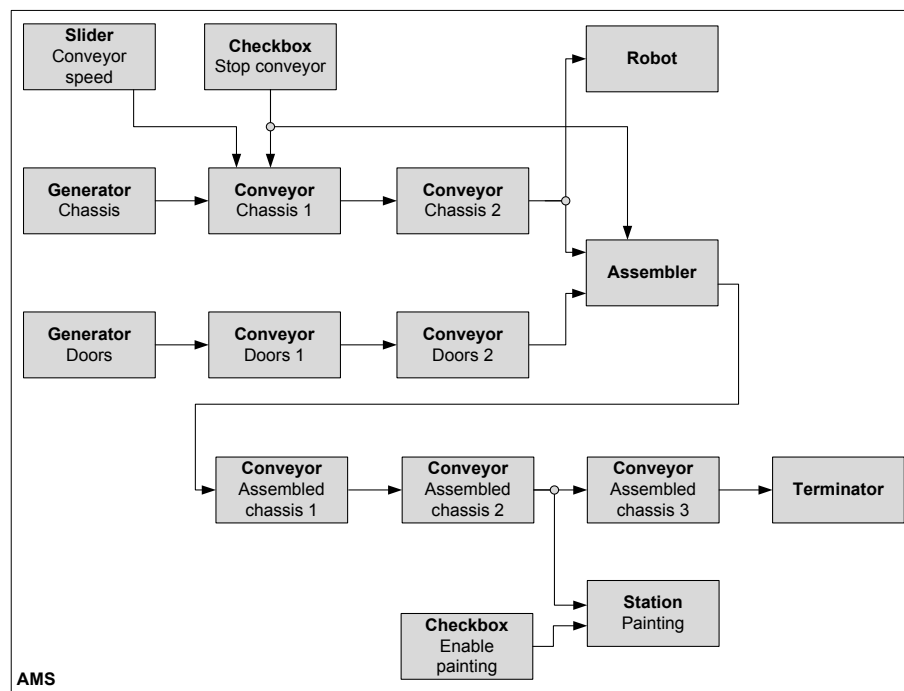 Slider
Conveyor
speed
Checkbox
Stop conveyor
Robot
Generator
Chassis
Conveyor
Chassis 1
Conveyor
Chassis 2
Assembler
Generator
Doors
Conveyor
Doors 1
Conveyor
Doors 2
Conveyor
Assembled
chassis 1
Conveyor
Assembled
chassis 2
Conveyor
Assembled
chassis 3
Terminator
Station
Painting
Checkbox
Enable
painting
AMS